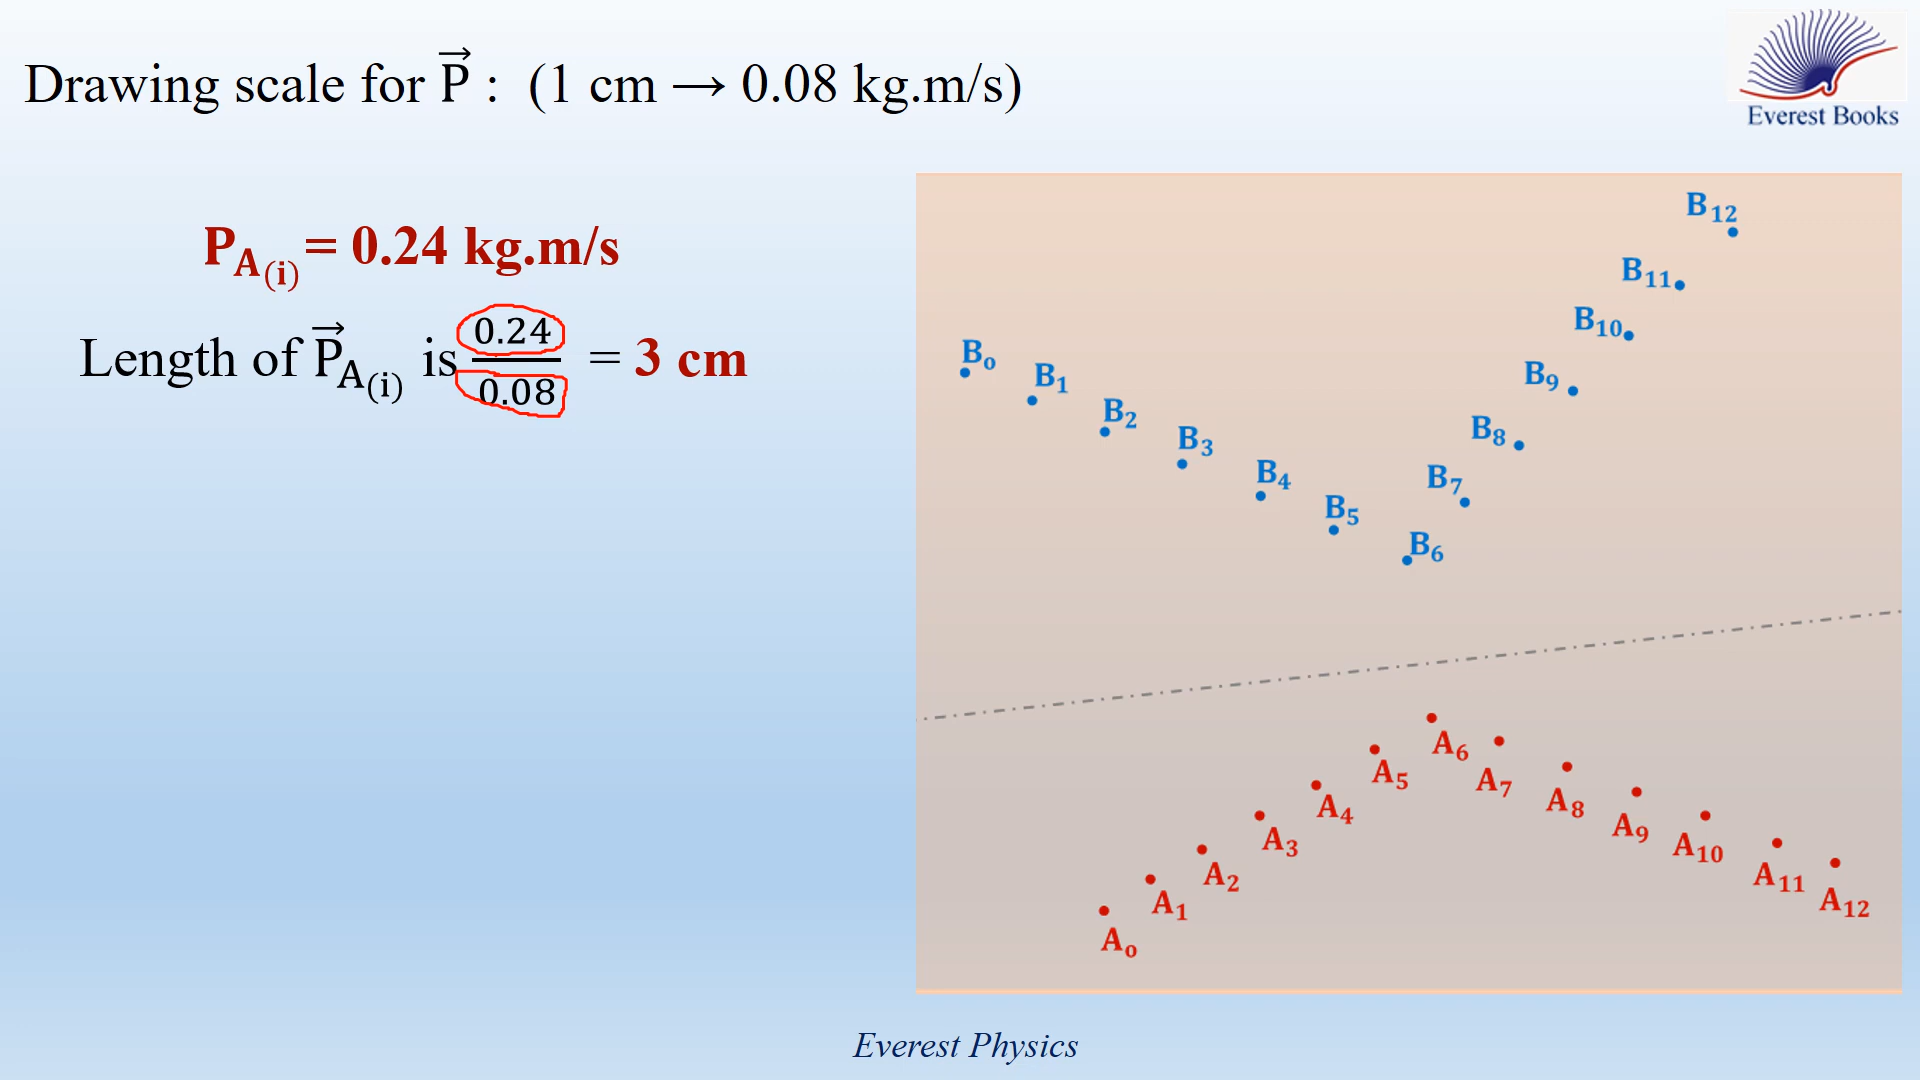 Drawing scale for P⃗ : (1 cm → 0.08 kg.m/s)
Everest Books
P_A(i) = 0.24 kg.m/s
Length of P⃗_A(i) is 0.24/0.08 = 3 cm
B₁₂
B₁₁
B₁₀
B₉
B₈
B₇
B₀
B₁
B₂
B₃
B₄
B₅
B₆
A₆
A₅
A₇
A₄
A₈
A₃
A₉
A₂
A₁₀
A₁
A₁₁
A₀
A₁₂
Everest Physics